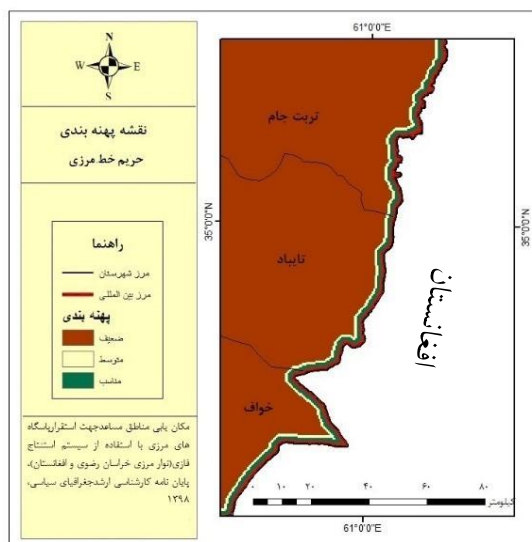 N
W E
S
نقشه پهنه بندی
حریم خط مرزی
راهنما
مرز شهرستان
مرز بین المللی
پهنه بندی
ضعیف
متوسط
مناسب
مکان یابی مناطق مساعدجهت استقرارپاسگاه
های مرزی با استفاده از سیستم استنتاج
فازی(نوار مرزی خراسان رضوی و افغانستان)،
پایان نامه کارشناسی ارشدجغرافیای سیاسی،
۱۳۹۸
61°0'0"E
35°0'0"N
35°0'0"N
تربت جام
تایباد
افغانستان
خواف
۰ ۱۰ ۲۰ ۴۰ ۶۰ ۸۰
کیلومتر
61°0'0"E